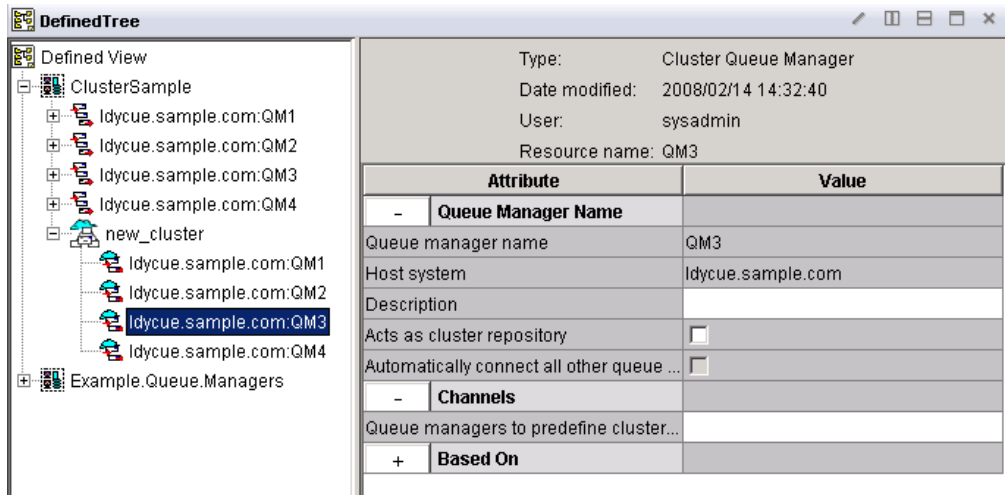 DefinedTree
Defined View
ClusterSample
ldycue.sample.com:QM1
ldycue.sample.com:QM2
ldycue.sample.com:QM3
ldycue.sample.com:QM4
new_cluster
ldycue.sample.com:QM1
ldycue.sample.com:QM2
ldycue.sample.com:QM3
ldycue.sample.com:QM4
Example.Queue.Managers
Type: Cluster Queue Manager
Date modified: 2008/02/14 14:32:40
User: sysadmin
Resource name: QM3
Attribute Value
- Queue Manager Name
Queue manager name QM3
Host system ldycue.sample.com
Description
Acts as cluster repository
Automatically connect all other queue ...
- Channels
Queue managers to predefine cluster...
+ Based On